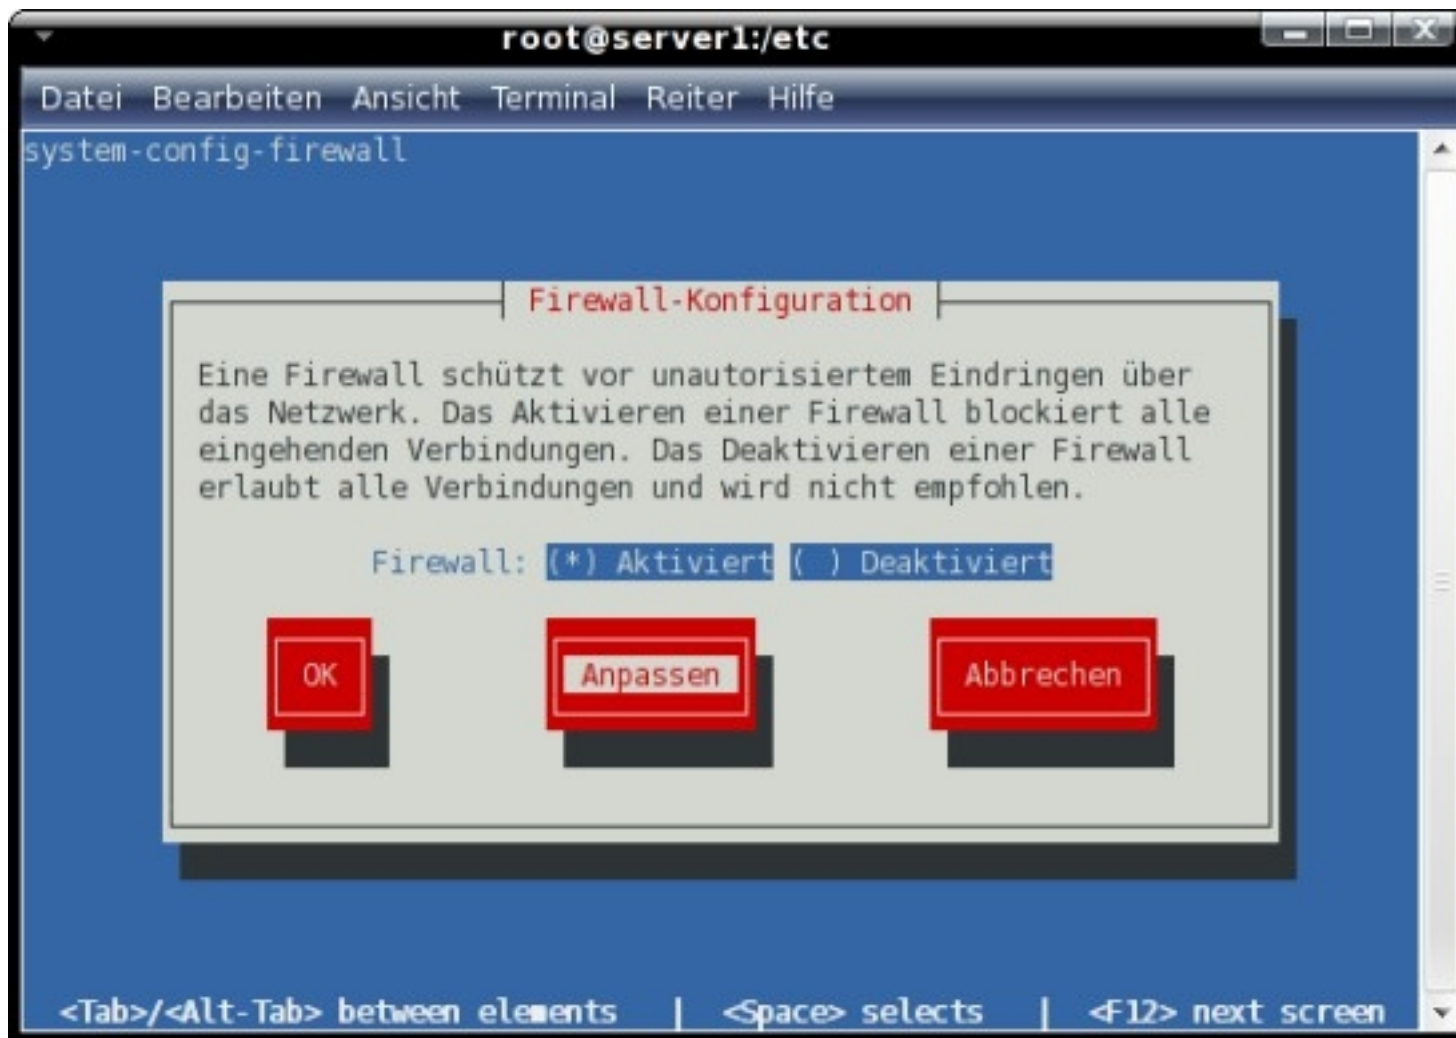 root@server1:/etc
Datei Bearbeiten Ansicht Terminal Reiter Hilfe
system-config-firewall
Firewall-Konfiguration
Eine Firewall schützt vor unautorisiertem Eindringen über
das Netzwerk. Das Aktivieren einer Firewall blockiert alle
eingehenden Verbindungen. Das Deaktivieren einer Firewall
erlaubt alle Verbindungen und wird nicht empfohlen.
Firewall: (*) Aktiviert ( ) Deaktiviert
OK Anpassen Abbrechen
<Tab>/<Alt-Tab> between elements | <Space> selects | <F12> next screen